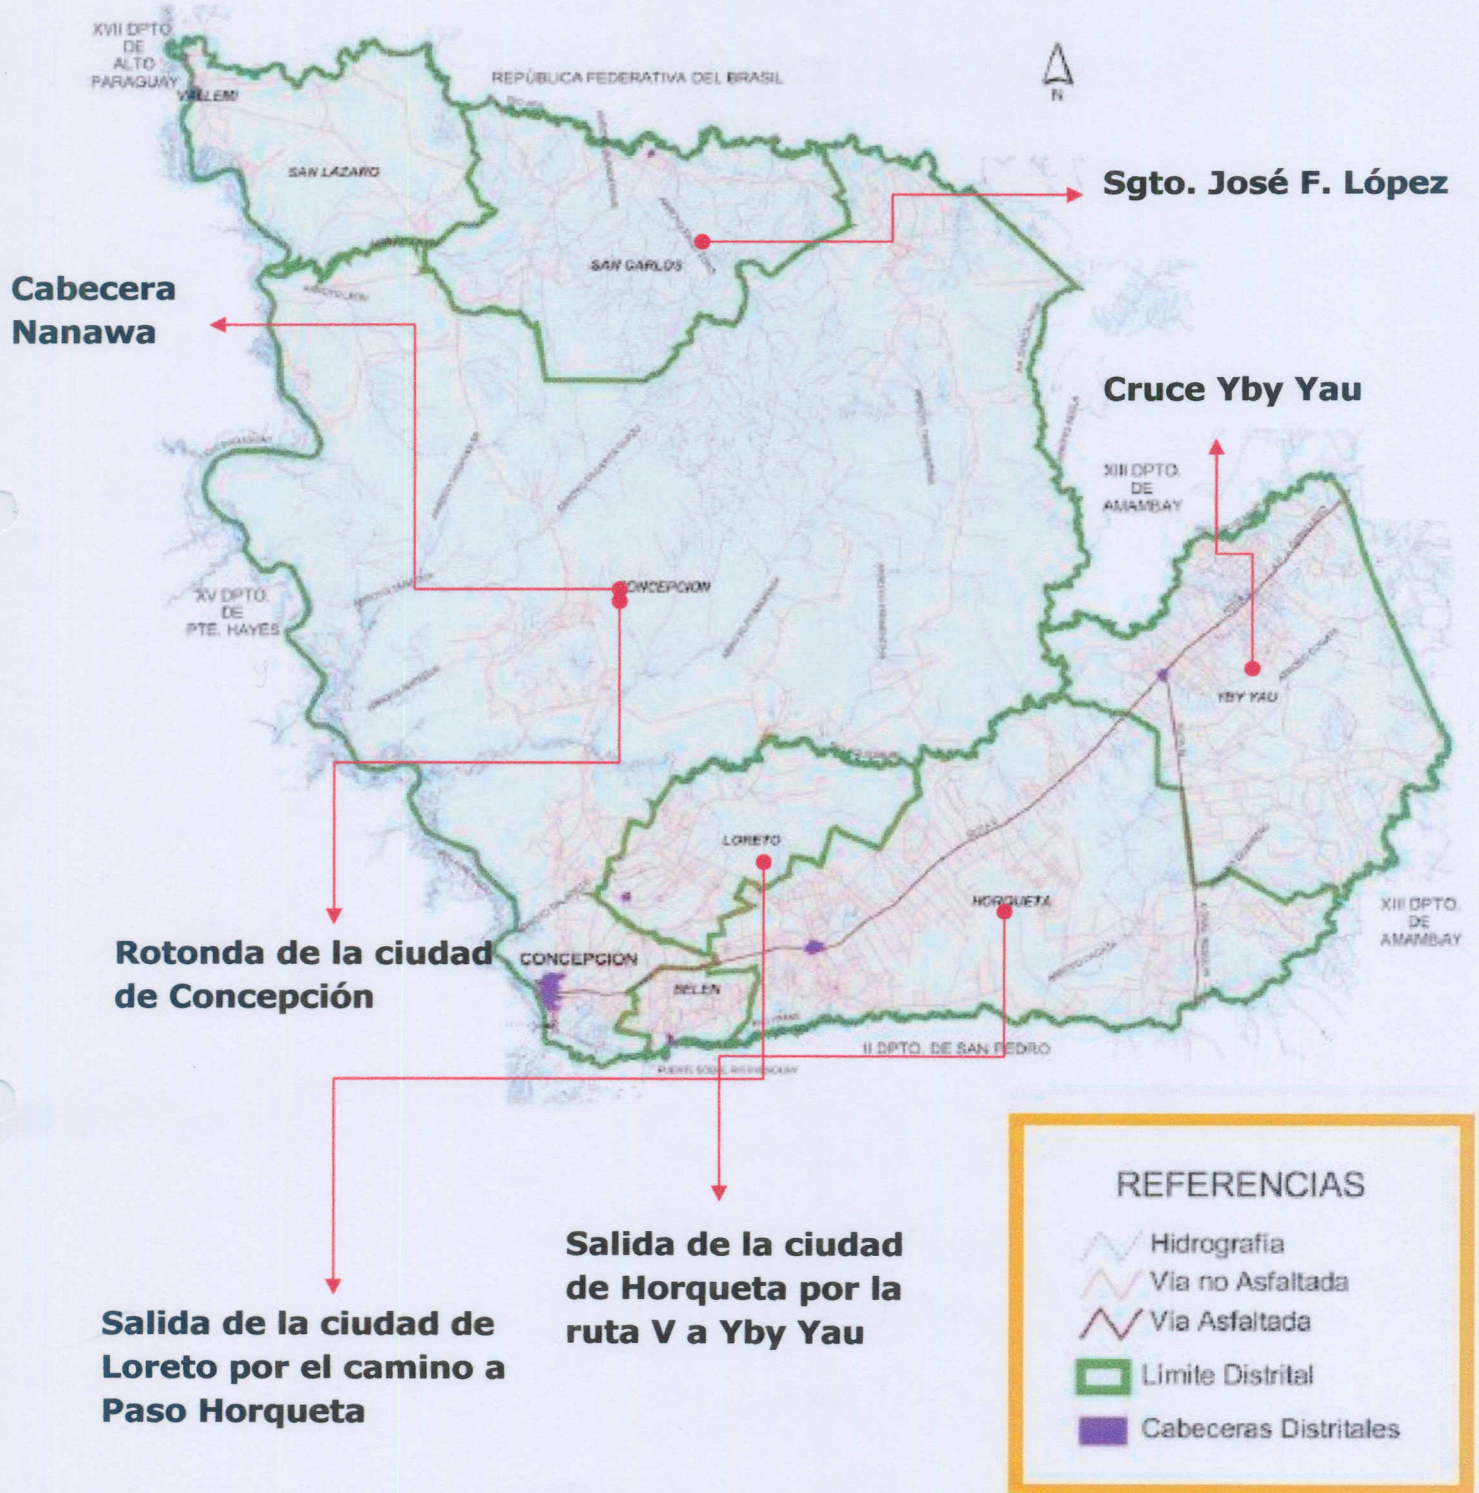 XVII DPTO.
DE
ALTO
PARAGUAY
VALLEMI
REPÚBLICA FEDERATIVA DEL BRASIL
N
SAN LAZARO
Sgto. José F. López
SAN CARLOS
Cabecera
Nanawa
Cruce Yby Yau
XIII DPTO.
DE
AMAMBAY
CONCEPCION
XV DPTO.
DE
PTE. HAYES
YBY YAU
LORETO
HORQUETA
XIII DPTO.
DE
AMAMBAY
Rotonda de la ciudad
de Concepción
CONCEPCION
BELEN
II DPTO. DE SAN PEDRO
Salida de la ciudad
de Horqueta por la
ruta V a Yby Yau
Salida de la ciudad de
Loreto por el camino a
Paso Horqueta
REFERENCIAS
Hidrografia
Via no Asfaltada
Via Asfaltada
Limite Distrital
Cabeceras Distritales